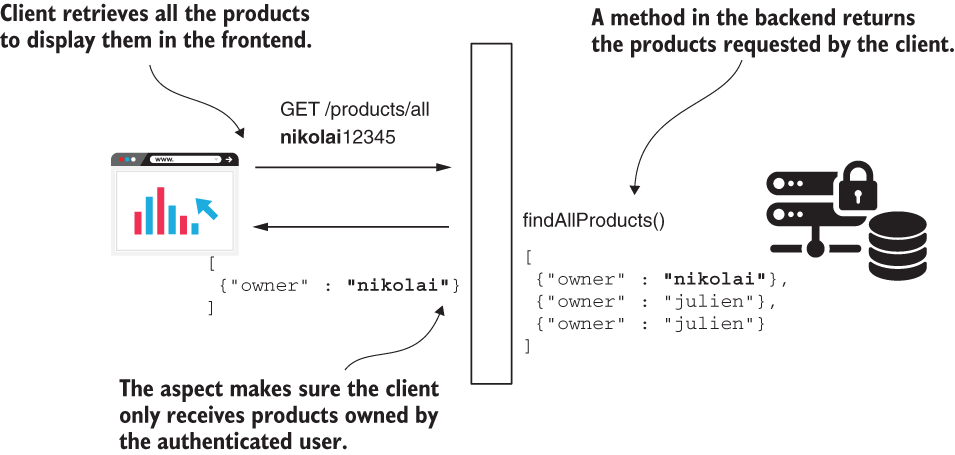 Client retrieves all the products
to display them in the frontend.
A method in the backend returns
the products requested by the client.
GET /products/all
nikolai12345
www.
findAllProducts()
[
{"owner" : "nikolai"}
]
[
{"owner" : "nikolai"},
{"owner" : "julien"},
{"owner" : "julien"}
]
The aspect makes sure the client
only receives products owned by
the authenticated user.